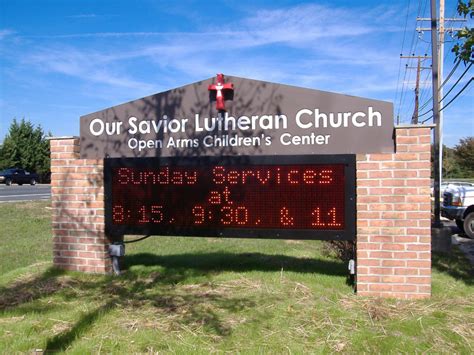 Our Savior Lutheran Church
Open Arms Children's Center
Sunday Services
at
8:15, 9:30, & 11